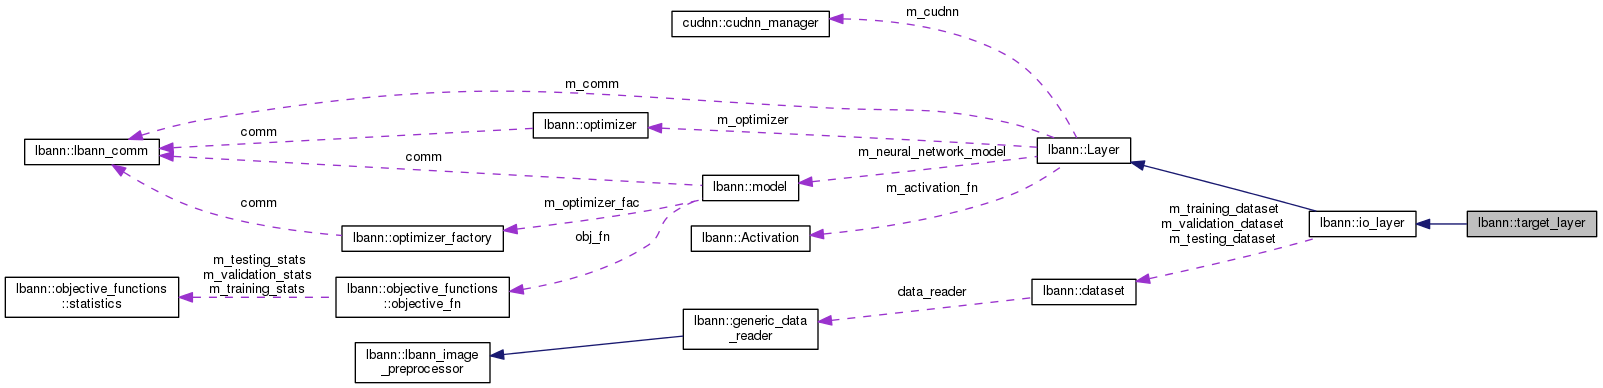 m_cudnn
cudnn::cudnn_manager
m_comm
m_optimizer
lbann::optimizer
comm
lbann::lbann_comm
lbann::Layer
m_neural_network_model
comm
lbann::model
m_activation_fn
m_optimizer_fac
comm
m_training_dataset
m_validation_dataset
m_testing_dataset
lbann::io_layer
lbann::target_layer
lbann::optimizer_factory
obj_fn
lbann::Activation
m_testing_stats
m_validation_stats
m_training_stats
lbann::objective_functions
::statistics
lbann::objective_functions
::objective_fn
data_reader
lbann::dataset
lbann::generic_data
_reader
lbann::lbann_image
_preprocessor